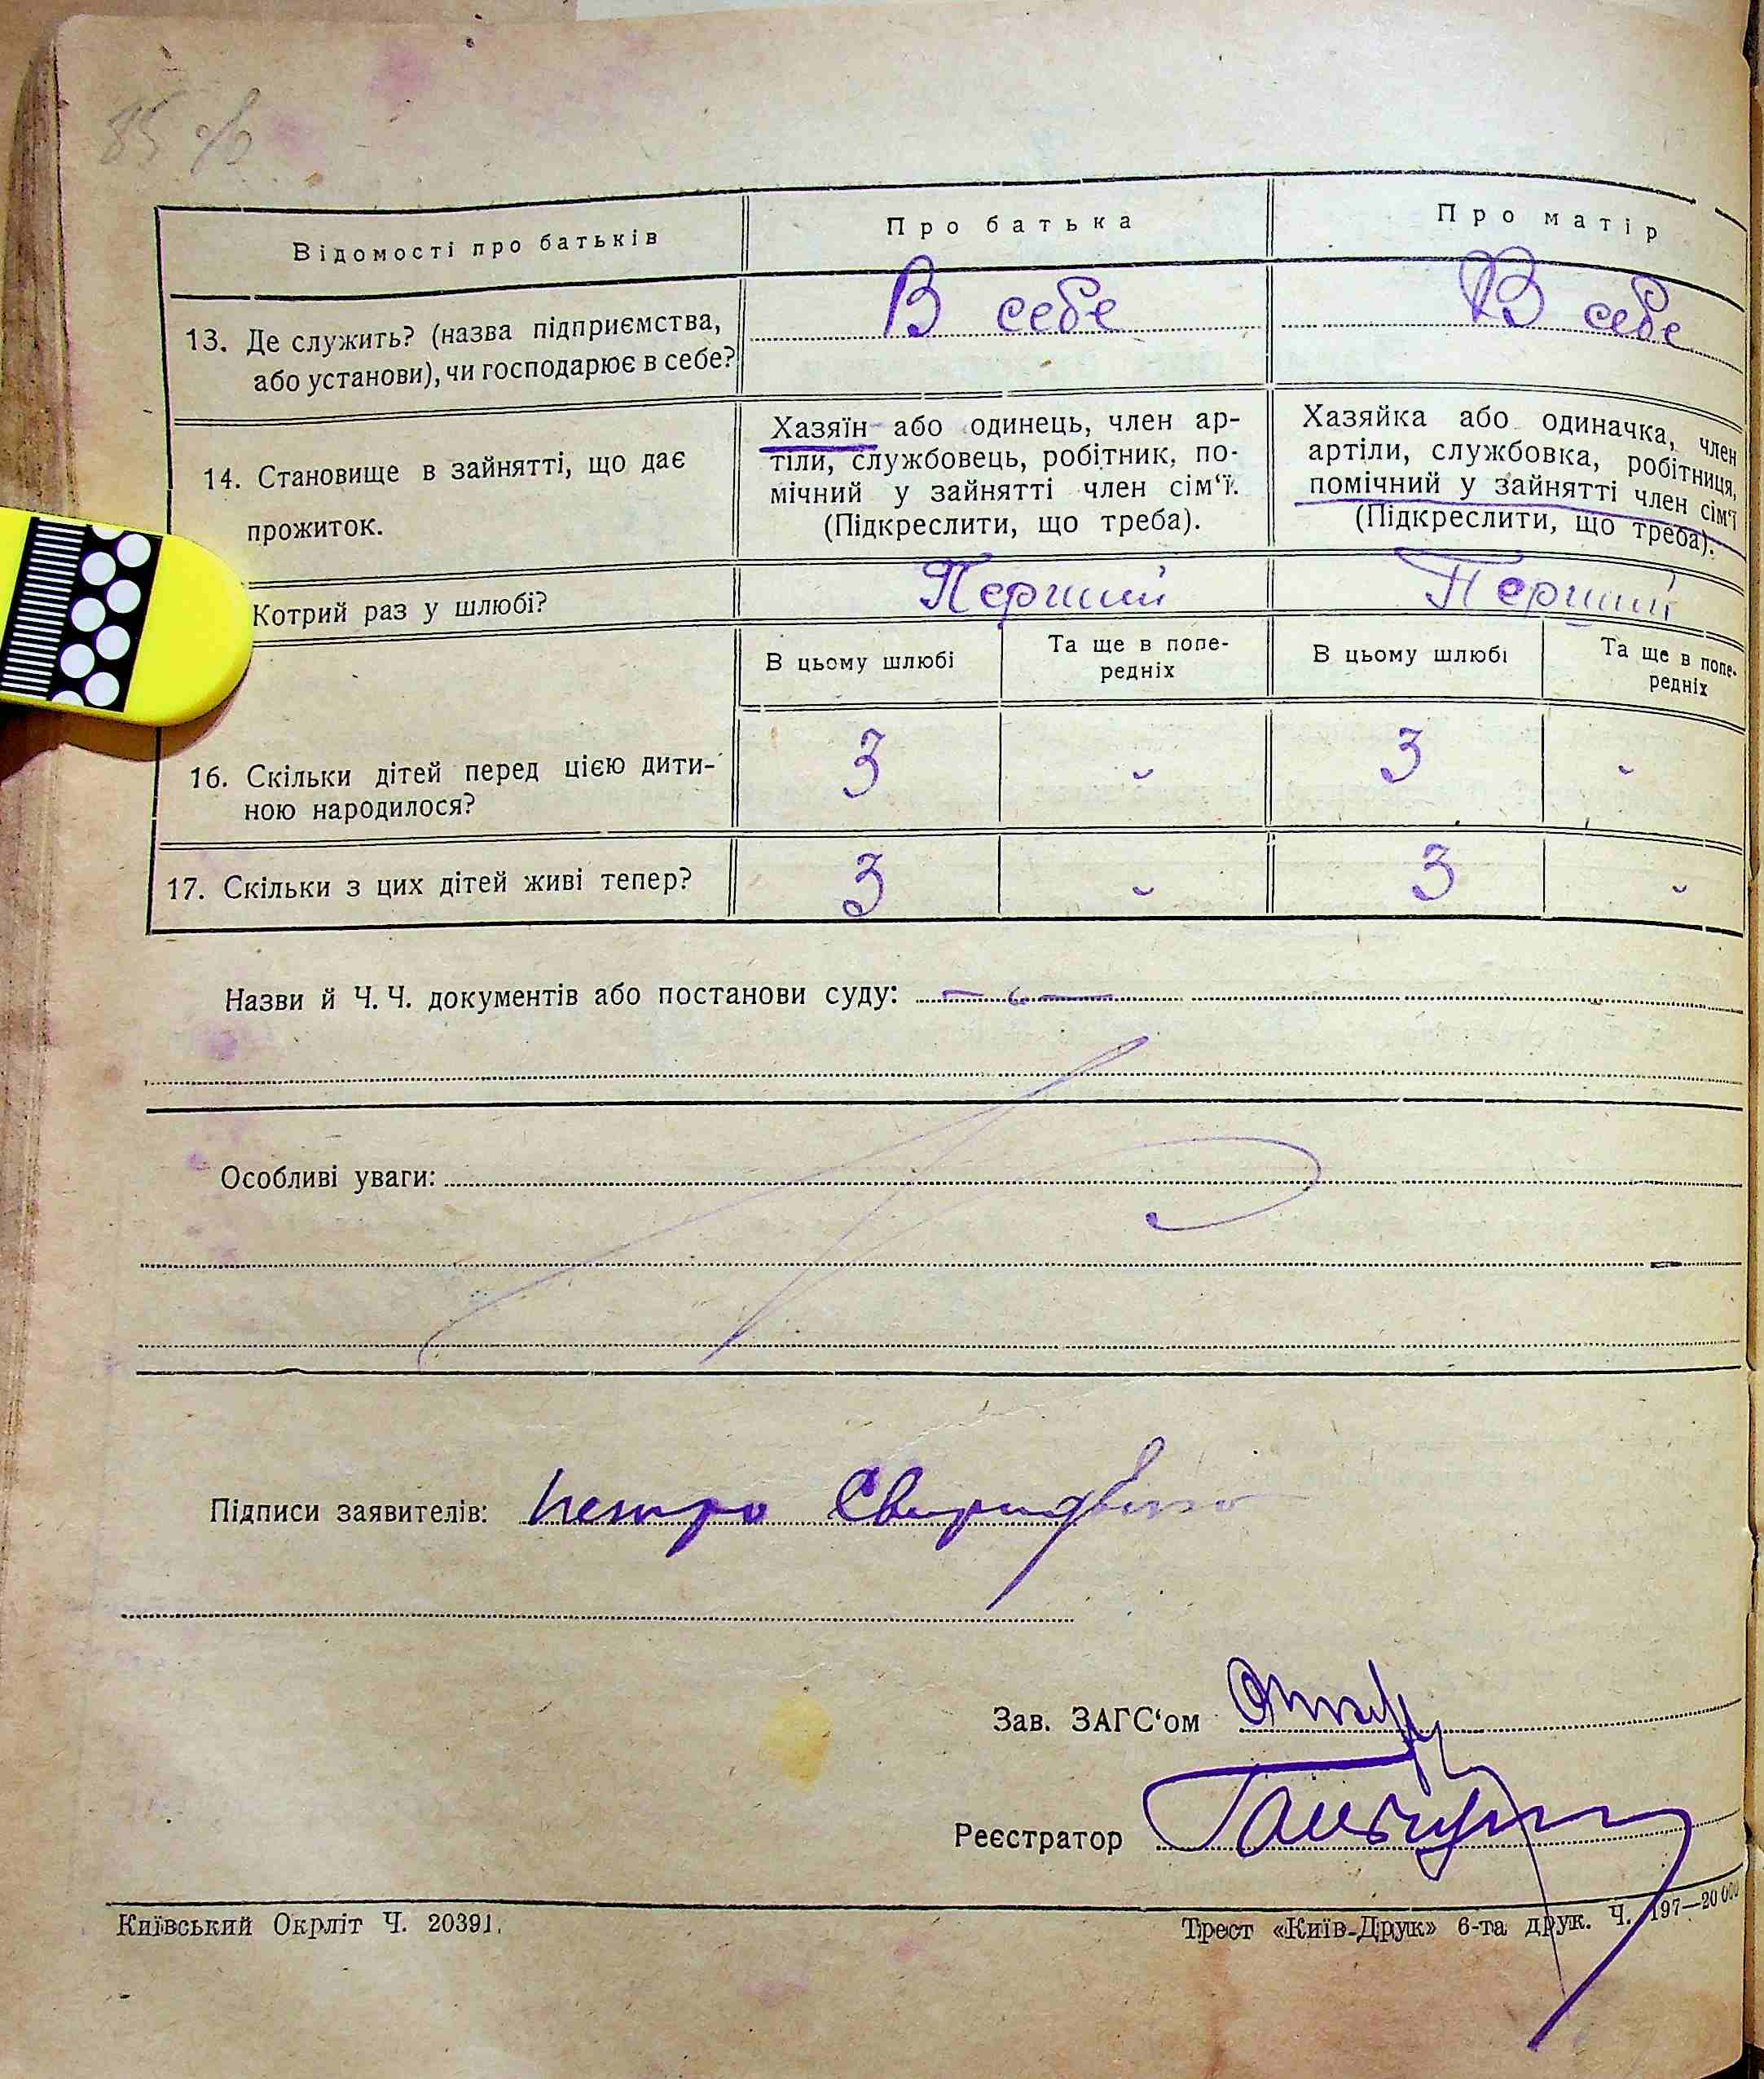 85 об
Відомості про батьків
Про батька
Про матір
13. Де служить? (назва підприємства,
або установи), чи господарює в себе?
В себе
В себе
14. Становище в зайнятті, що дає
прожиток.
Хазяїн або одинець, член ар-
тіли, службовець, робітник, по-
мічний у зайнятті член сім‘ї.
(Підкреслити, що треба).
Хазяйка або одиначка, член
артіли, службовка, робітниця,
помічний у зайнятті член сім‘ї
(Підкреслити, що треба).
Котрий раз у шлюбі?
Перший
Перший
В цьому шлюбі
Та ще в попе-
редніх
В цьому шлюбі
Та ще в попе-
редніх
16. Скільки дітей перед цією дити-
ною народилося?
3
-
3
-
17. Скільки з цих дітей живі тепер?
3
-
3
-
Назви й Ч. Ч. документів або постанови суду: — „ —
Особливі уваги:
Підписи заявителів: Петро
Зав. ЗАГС‘ом
Реєстратор
Київський Окрліт Ч. 20391.
Трест «Київ-Друк» 6-та друк. Ч. 197—20 000